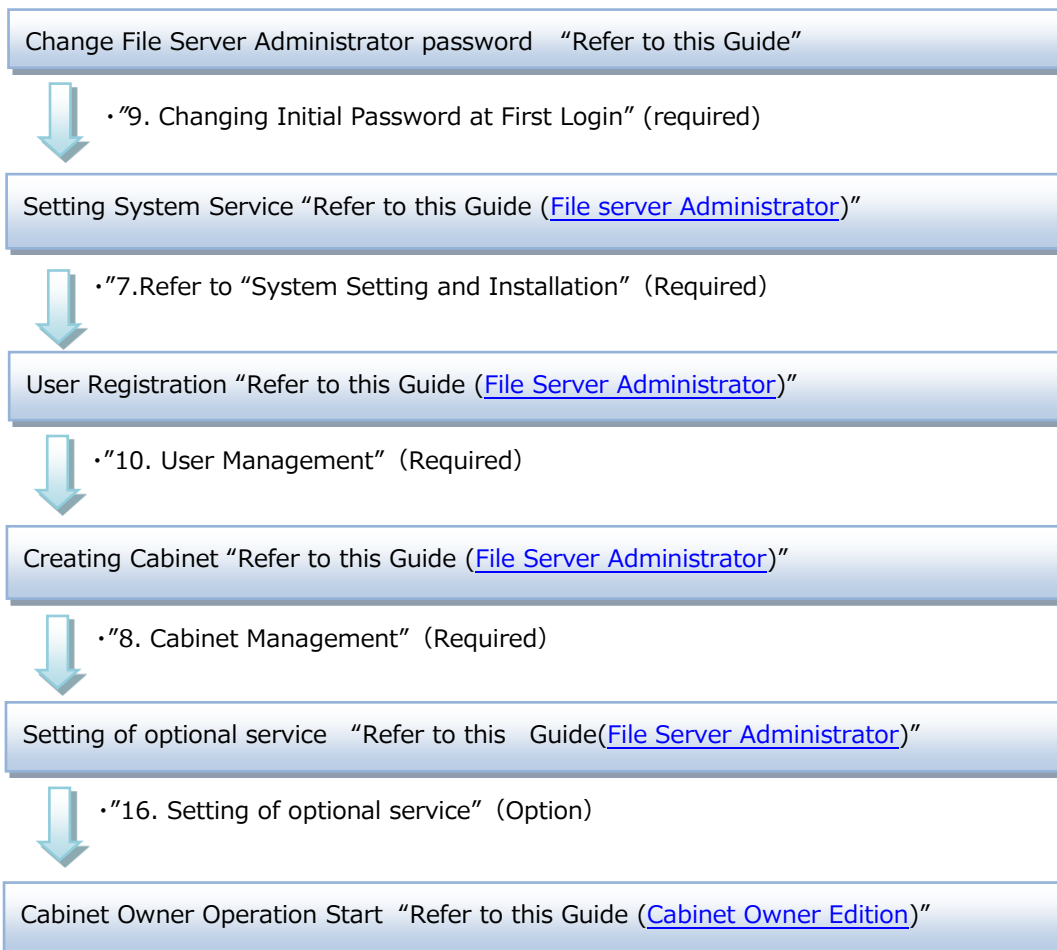 Change File Server Administrator password “Refer to this Guide”
・”9. Changing Initial Password at First Login” (required)
Setting System Service “Refer to this Guide (File server Administrator)”
・”7.Refer to “System Setting and Installation”（Required）
User Registration “Refer to this Guide (File Server Administrator)”
・”10. User Management”（Required）
Creating Cabinet “Refer to this Guide (File Server Administrator)”
・”8. Cabinet Management”（Required）
Setting of optional service “Refer to this Guide(File Server Administrator)”
・”16. Setting of optional service”（Option）
Cabinet Owner Operation Start “Refer to this Guide (Cabinet Owner Edition)”